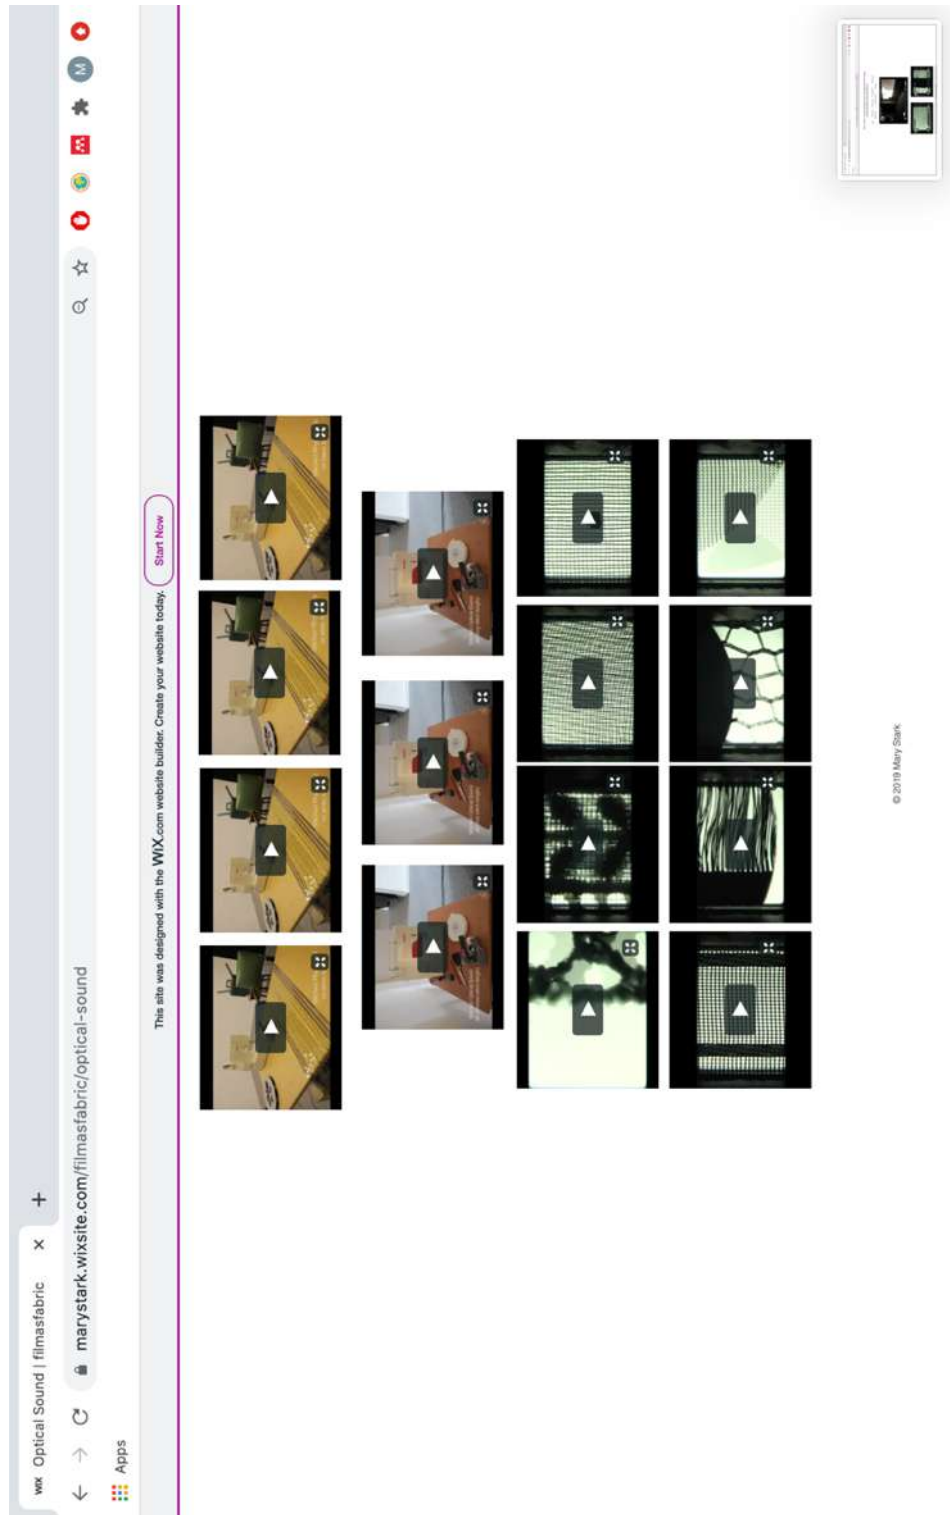 WiX Optical Sound | filmasfabric
marystark.wixsite.com/filmasfabric/optical-sound
M
Apps
This site was designed with the WiX.com website builder. Create your website today. Start Now
© 2019 Mary Stark